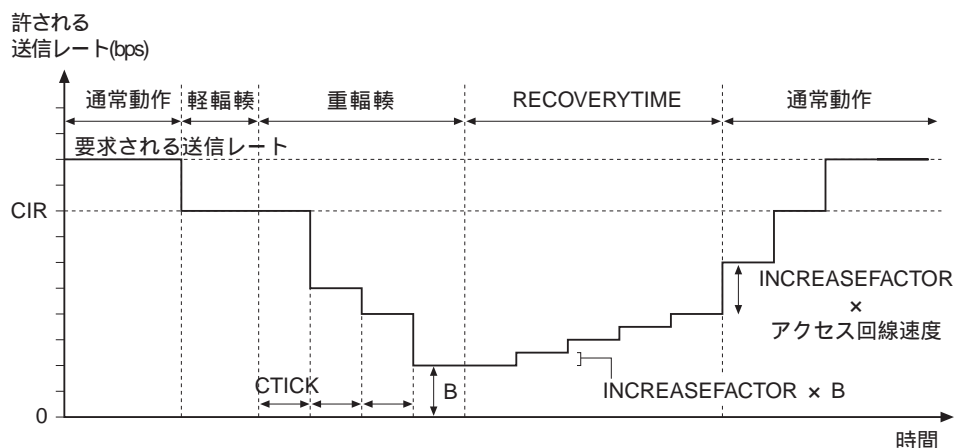 許される
送信レート(bps)
通常動作
軽輻輳
重輻輳
RECOVERYTIME
通常動作
要求される送信レート
CIR
INCREASEFACTOR
×
アクセス回線速度
CTICK
B
INCREASEFACTOR × B
0
時間